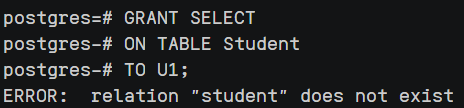 postgres=# GRANT SELECT
postgres-# ON TABLE Student
postgres-# TO U1;
ERROR:  relation "student" does not exist